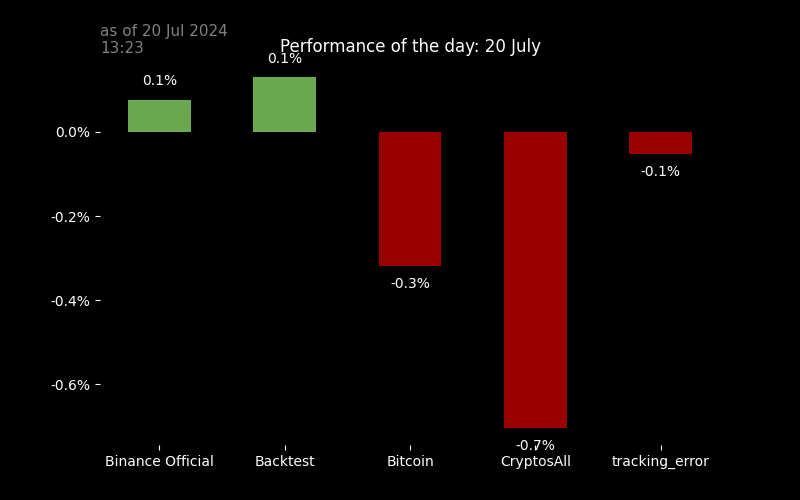 as of 20 Jul 2024
13:23
Performance of the day: 20 July
0.1%
0.1%
0.0%
-0.1%
-0.2%
-0.3%
-0.4%
-0.6%
-0.7%
Binance Official
Backtest
Bitcoin
CryptosAll
tracking_error